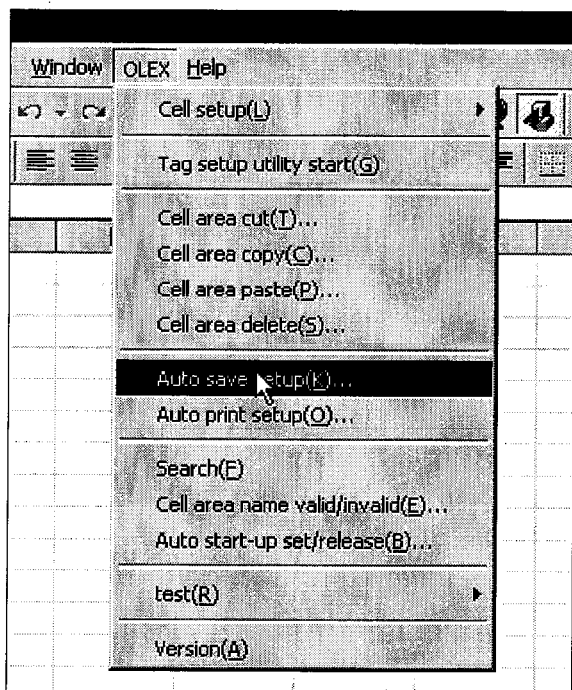 Window OLEX Help
Cell setup(L)
Tag setup utility start(G)
Cell area cut(T)...
Cell area copy(C)...
Cell area paste(P)...
Cell area delete(S)...
Auto save setup(K)...
Auto print setup(O)...
Search(F)
Cell area name valid/invalid(E)...
Auto start-up set/release(B)...
test(R)
Version(A)